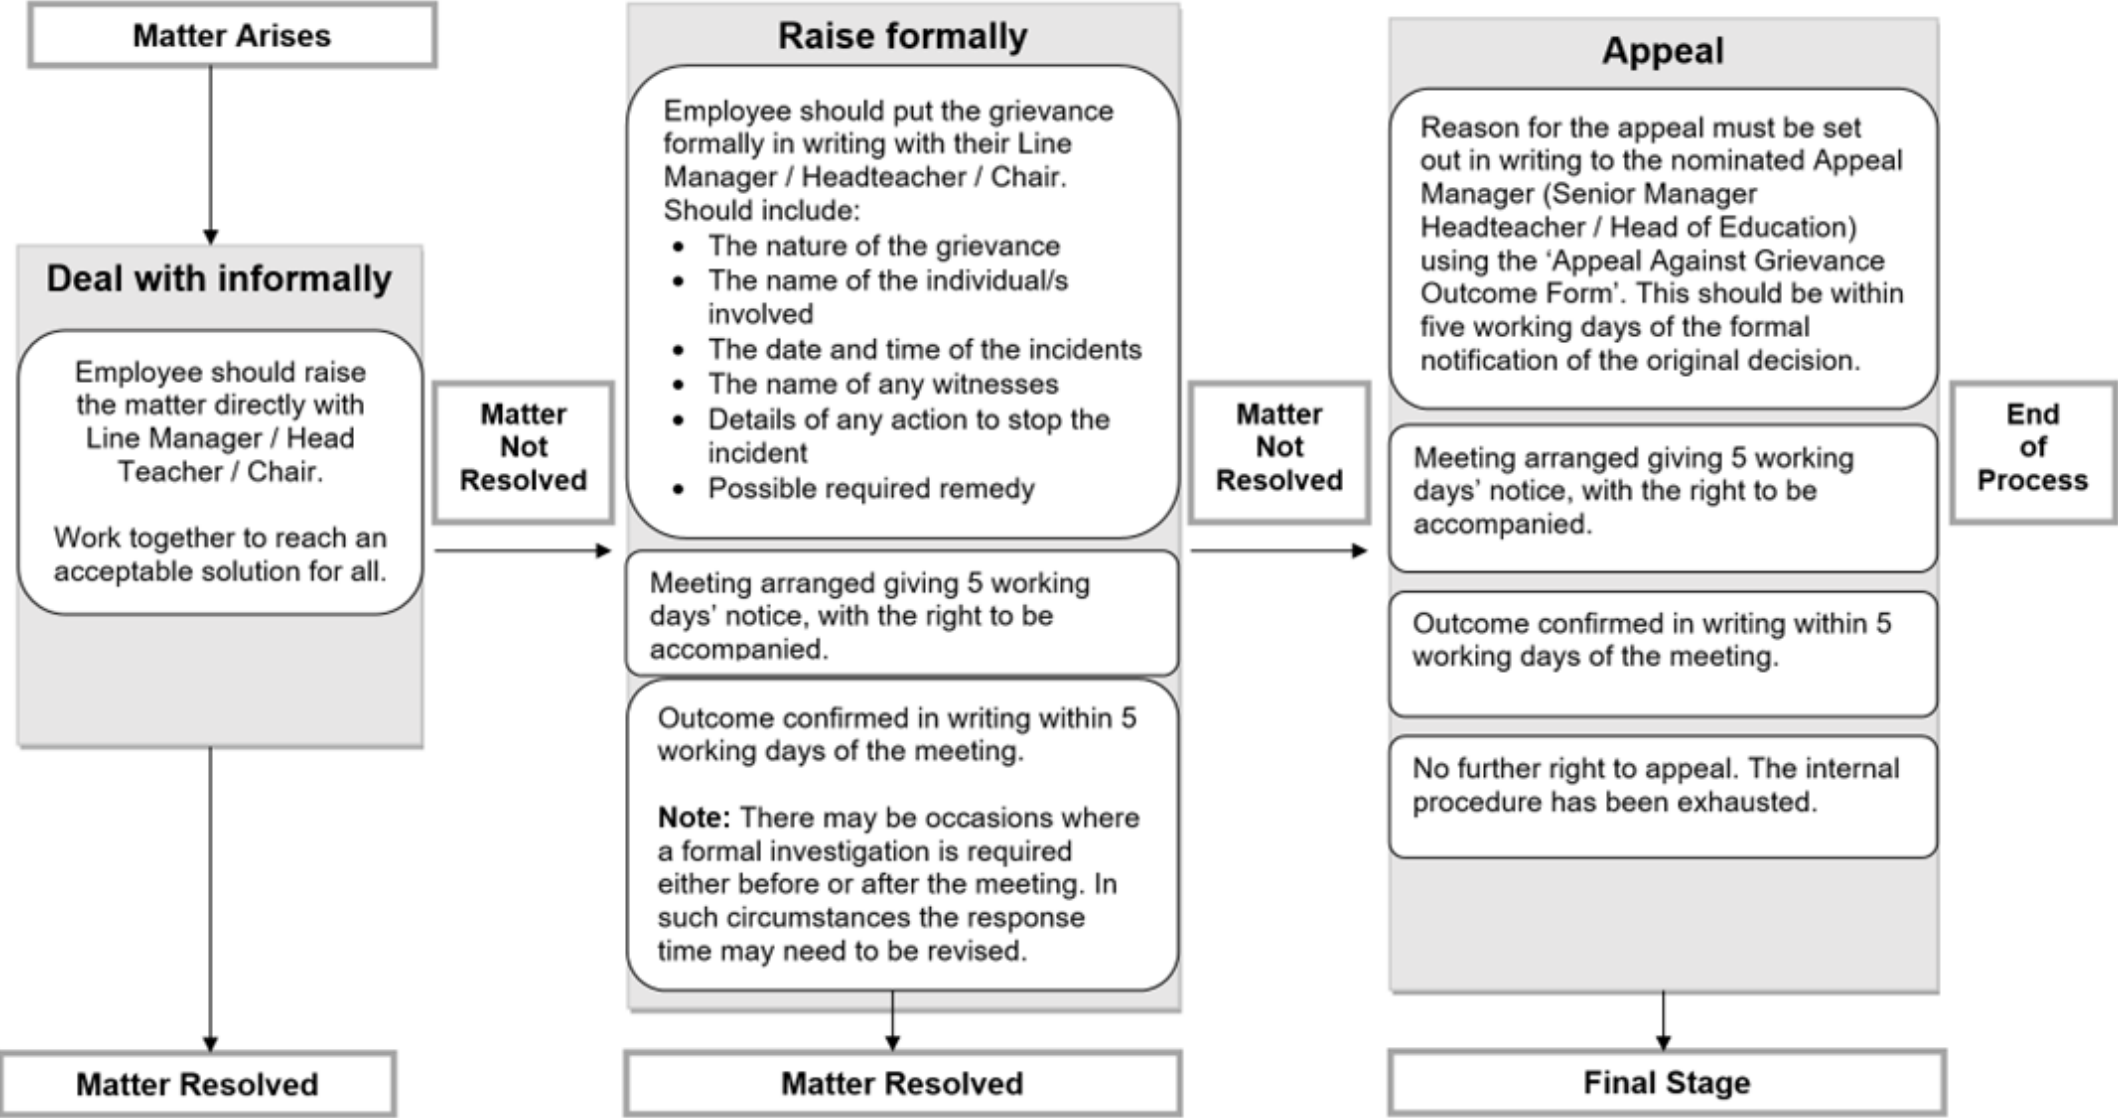 Matter Arises
Deal with informally
Employee should raise
the matter directly with
Line Manager / Head
Teacher / Chair.
Work together to reach an
acceptable solution for all.
Matter Resolved
Matter
Not
Resolved
Raise formally
Employee should put the grievance
formally in writing with their Line
Manager / Headteacher / Chair.
Should include:
• The nature of the grievance
• The name of the individual/s
involved
• The date and time of the incidents
• The name of any witnesses
• Details of any action to stop the
incident
• Possible required remedy
Meeting arranged giving 5 working
days’ notice, with the right to be
accompanied.
Outcome confirmed in writing within 5
working days of the meeting.
Note: There may be occasions where
a formal investigation is required
either before or after the meeting. In
such circumstances the response
time may need to be revised.
Matter Resolved
Matter
Not
Resolved
Appeal
Reason for the appeal must be set
out in writing to the nominated Appeal
Manager (Senior Manager
Headteacher / Head of Education)
using the ‘Appeal Against Grievance
Outcome Form’. This should be within
five working days of the formal
notification of the original decision.
Meeting arranged giving 5 working
days’ notice, with the right to be
accompanied.
Outcome confirmed in writing within 5
working days of the meeting.
No further right to appeal. The internal
procedure has been exhausted.
Final Stage
End
of
Process